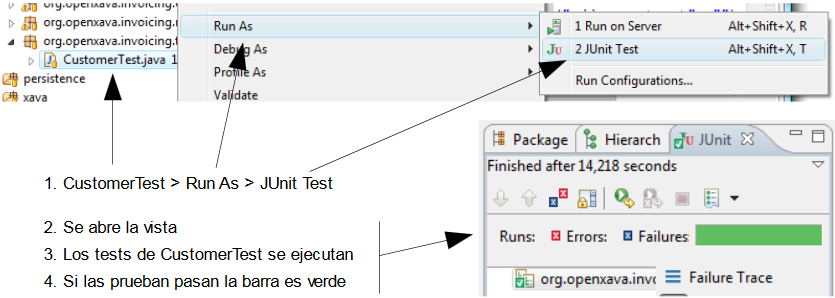 org.openxava.invoicing.
org.openxava.invoicing.r
org.openxava.invoicing.t
CustomerTest.java 1
persistence
xava
Run As
Debug As
Profile As
Validate
1 Run on Server Alt+Shift+X, R
2 JUnit Test Alt+Shift+X, T
Run Configurations...
1. CustomerTest > Run As > JUnit Test
2. Se abre la vista
3. Los tests de CustomerTest se ejecutan
4. Si las prueban pasan la barra es verde
Package Hierarch JUnit
Finished after 14,218 seconds
Runs: Errors: Failures:
org.openxava.invo
Failure Trace